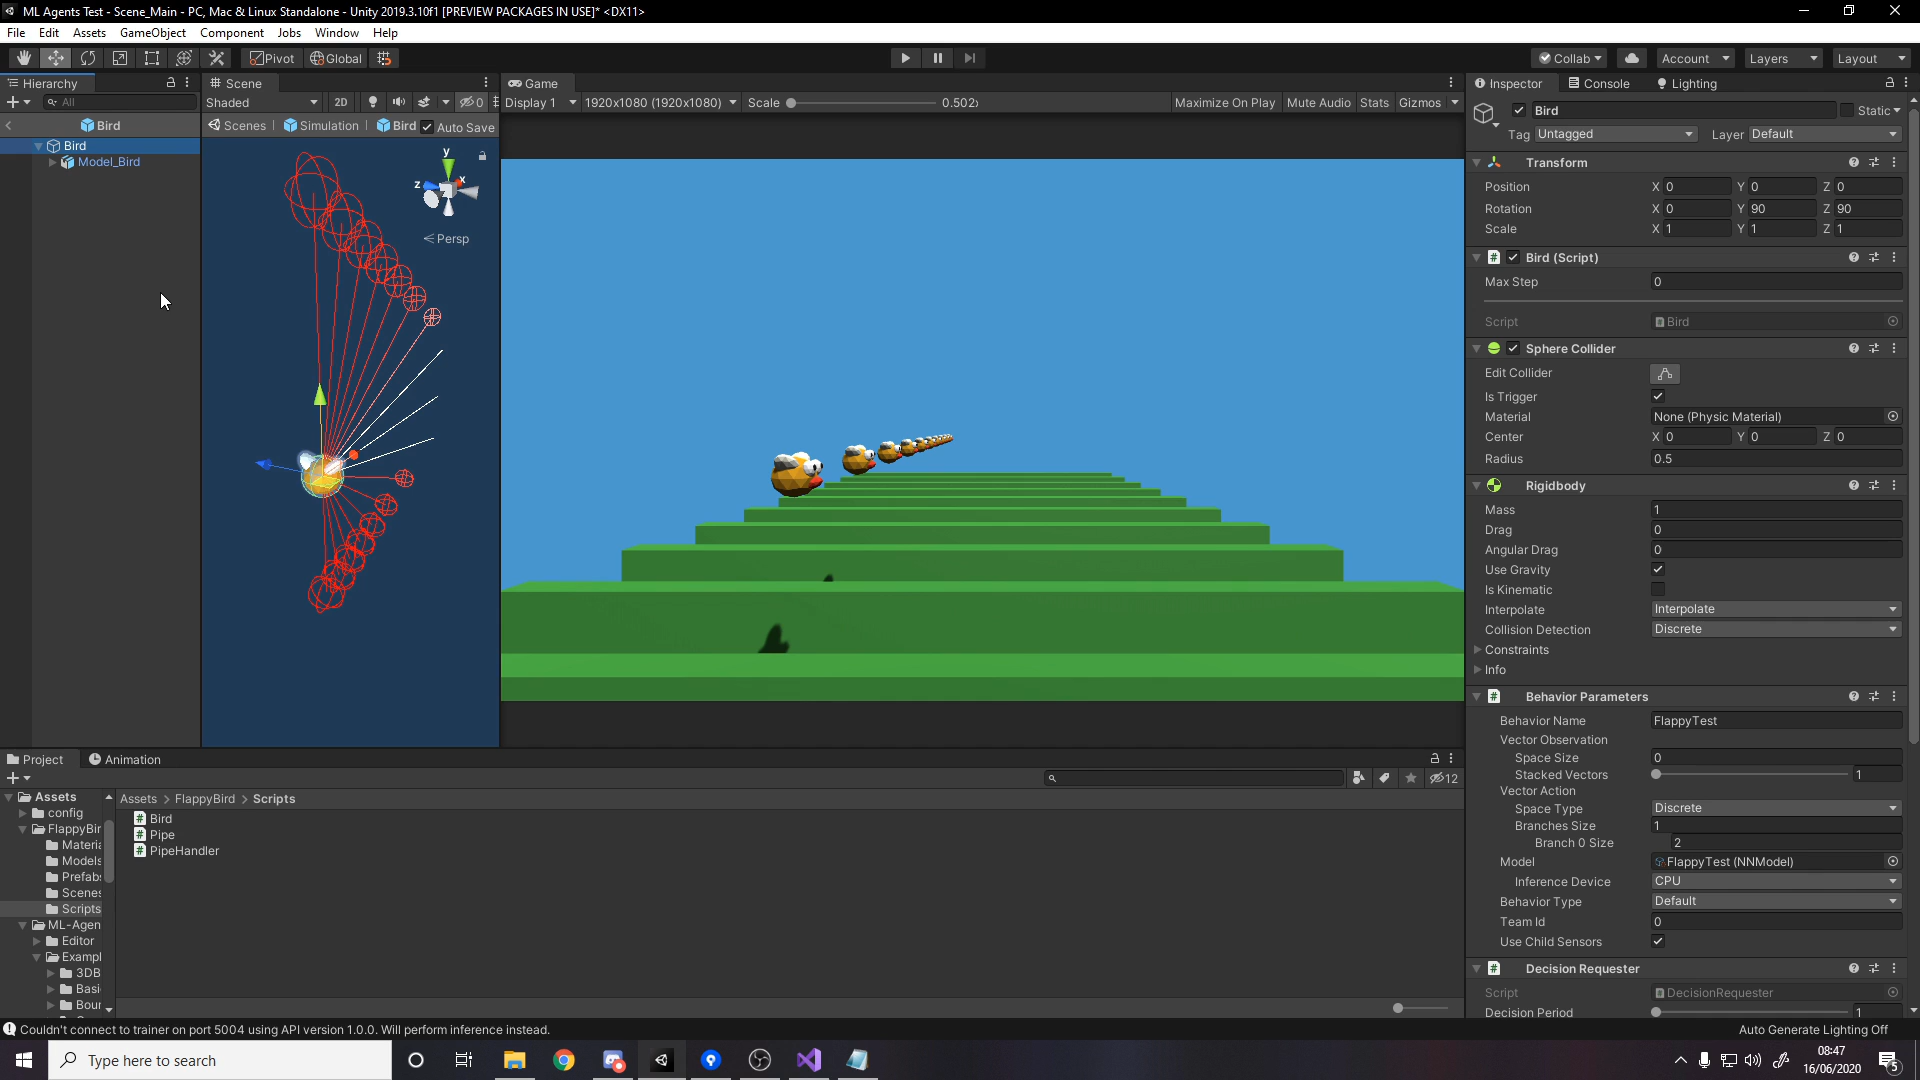 ML Agents Test - Scene_Main - PC, Mac & Linux Standalone - Unity 2019.3.10f1 [PREVIEW PACKAGES IN USE]* <DX11>
File Edit Assets GameObject Component Jobs Window Help
Pivot Global Collab Account Layers Layout
Hierarchy
All
Bird
Bird
Model_Bird
Scene
Shaded 2D 0
Scenes Simulation Bird Auto Save
y
z x
Persp
Game
Display 1 1920x1080 (1920x1080) Scale 0.502 Maximize On Play Mute Audio Stats Gizmos
Inspector Console Lighting
Bird Static
Tag Untagged Layer Default
Transform
Position X 0 Y 0 Z 0
Rotation X 0 Y 90 Z 90
Scale X 1 Y 1 Z 1
Bird (Script)
Max Step 0
Script Bird
Sphere Collider
Edit Collider
Is Trigger
Material None (Physic Material)
Center X 0 Y 0 Z 0
Radius 0.5
Rigidbody
Mass 1
Drag 0
Angular Drag 0
Use Gravity
Is Kinematic
Interpolate Interpolate
Collision Detection Discrete
Constraints
Info
Behavior Parameters
Behavior Name FlappyTest
Vector Observation
Space Size 0
Stacked Vectors 1
Vector Action
Space Type Discrete
Branches Size 1
Branch 0 Size 2
Model FlappyTest (NNModel)
Inference Device CPU
Behavior Type Default
Team Id 0
Use Child Sensors
Decision Requester
Script DecisionRequester
Decision Period 1
Project Animation
12
Assets
config
FlappyBir
Materia
Models
Prefab
Scenes
Scripts
ML-Agen
Editor
Exampl
3DB
Basi
Bour
Assets > FlappyBird > Scripts
Bird
Pipe
PipeHandler
Couldn't connect to trainer on port 5004 using API version 1.0.0. Will perform inference instead.
Auto Generate Lighting Off
Type here to search
08:47
16/06/2020
5